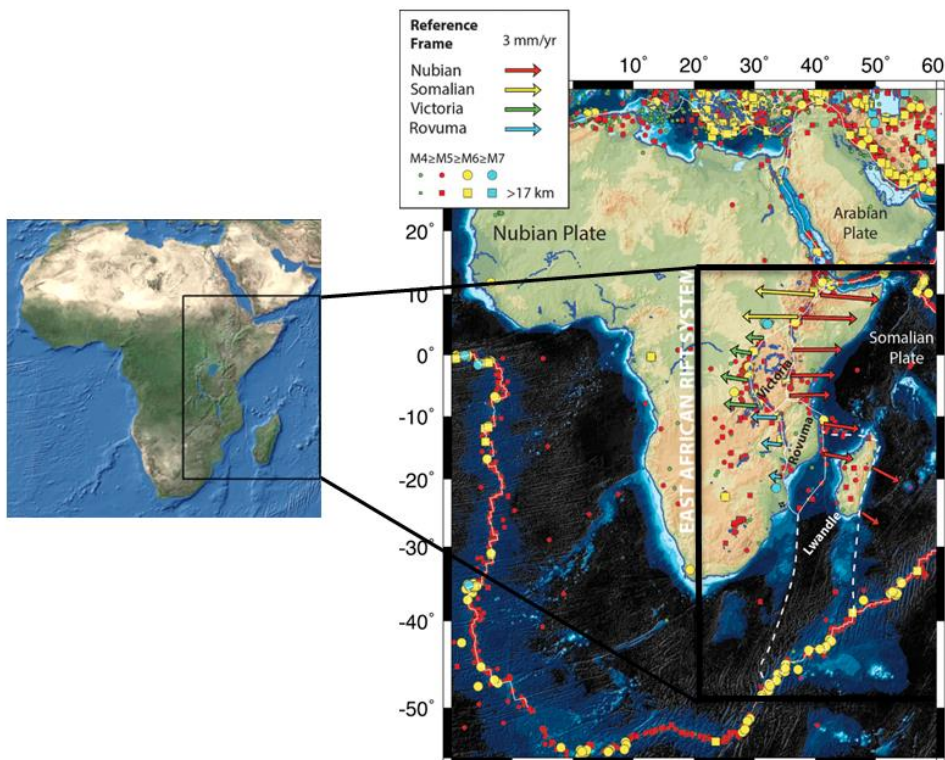 Reference
Frame 3 mm/yr
Nubian
Somalian
Victoria
Rovuma
M4≥M5≥M6≥M7
>17 km
10° 20° 30° 40° 50° 60
20°
10°
0°
-10°
-20°
-30°
-40°
-50°
Nubian Plate
Arabian
Plate
EAST AFRICAN RIFT SYSTEM
Somalian
Plate
Victoria
Rovuma
Lwandle